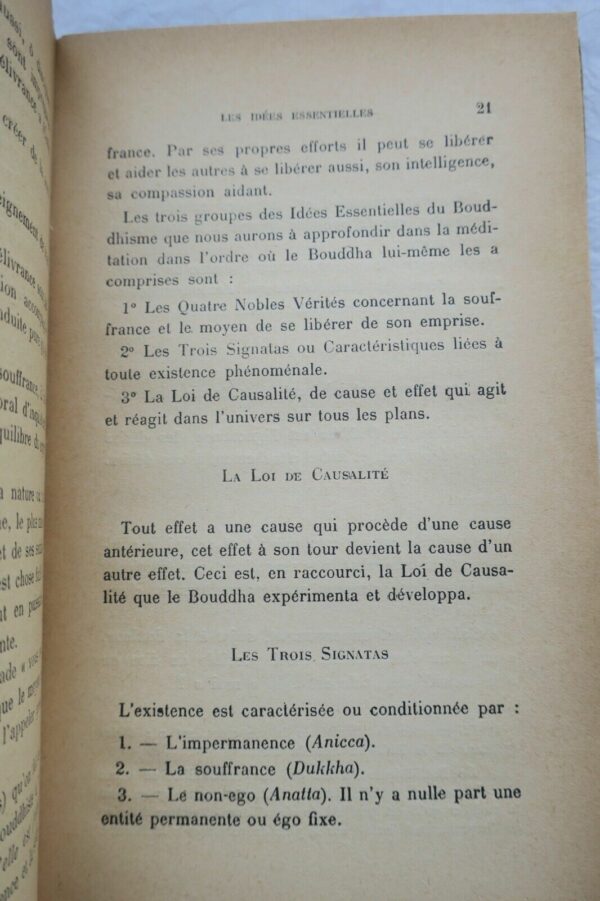 LES IDÉES ESSENTIELLES 21
france. Par ses propres efforts il peut se libérer
et aider les autres à se libérer aussi, son intelligence,
sa compassion aidant.
Les trois groupes des Idées Essentielles du Boud-
dhisme que nous aurons à approfondir dans la médi-
tation dans l'ordre où le Bouddha lui-même les a
comprises sont :
1° Les Quatre Nobles Vérités concernant la souf-
france et le moyen de se libérer de son emprise.
2° Les Trois Signatas ou Caractéristiques liées à
toute existence phénoménale.
3° La Loi de Causalité, de cause et effet qui agit
et réagit dans l'univers sur tous les plans.
LA LOI DE CAUSALITÉ
Tout effet a une cause qui procède d'une cause
antérieure, cet effet à son tour devient la cause d'un
autre effet. Ceci est, en raccourci, la Loi de Causa-
lité que le Bouddha expérimenta et développa.
LES TROIS SIGNATAS
L'existence est caractérisée ou conditionnée par :
1. — L'impermanence (Anicca).
2. — La souffrance (Dukkha).
3. — Le non-ego (Anatta). Il n'y a nulle part une
entité permanente ou égo fixe.